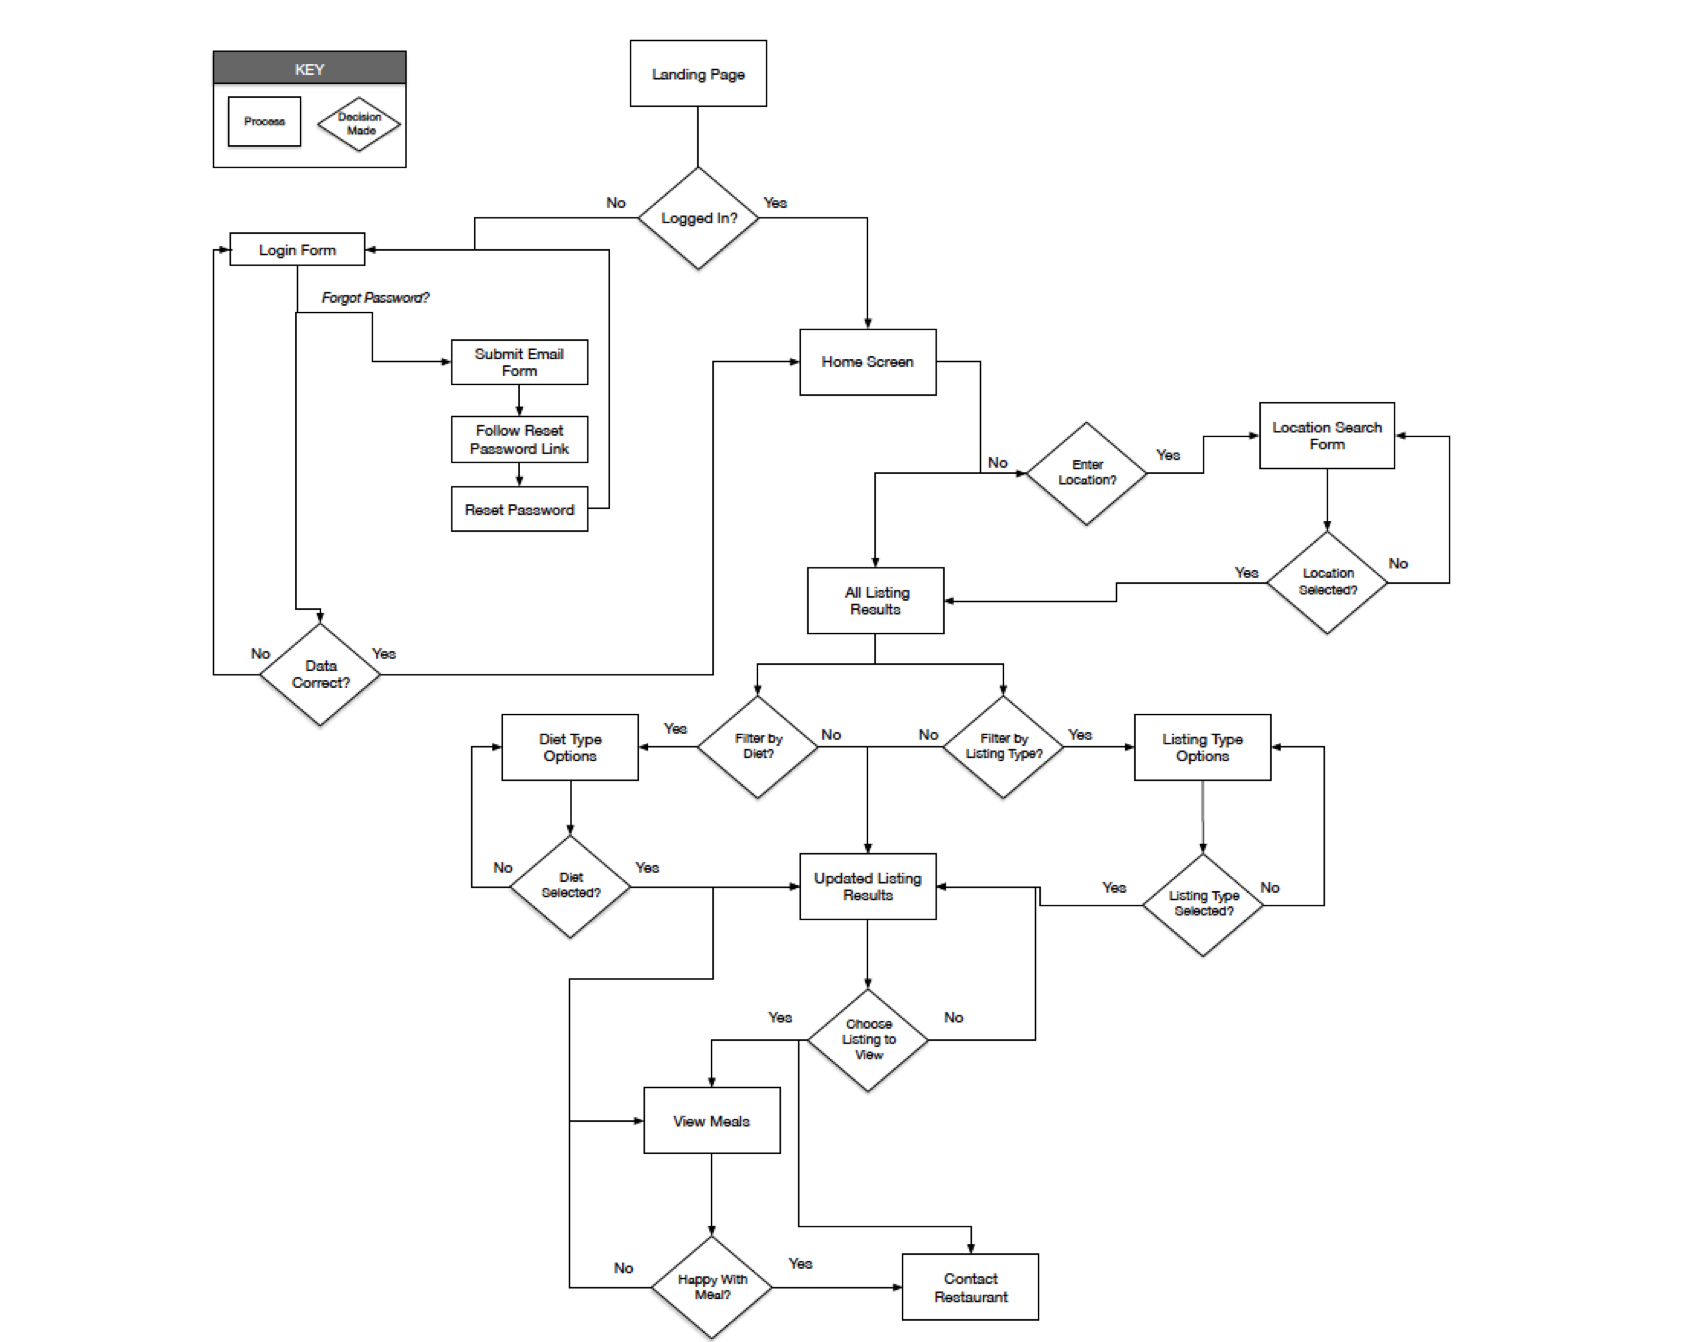 KEY
Process
Decision
Made
Landing Page
Logged In?
No
Yes
Login Form
Forgot Password?
Submit Email
Form
Follow Reset
Password Link
Reset Password
Home Screen
Enter
Location?
No
Yes
Location Search
Form
Location
Selected?
Yes
No
All Listing
Results
Data
Correct?
No
Yes
Filter by
Diet?
Yes
No
Filter by
Listing Type?
No
Yes
Diet Type
Options
Listing Type
Options
Diet
Selected?
No
Yes
Updated Listing
Results
Listing Type
Selected?
Yes
No
Choose
Listing to
View
Yes
No
View Meals
Happy With
Meal?
No
Yes
Contact
Restaurant